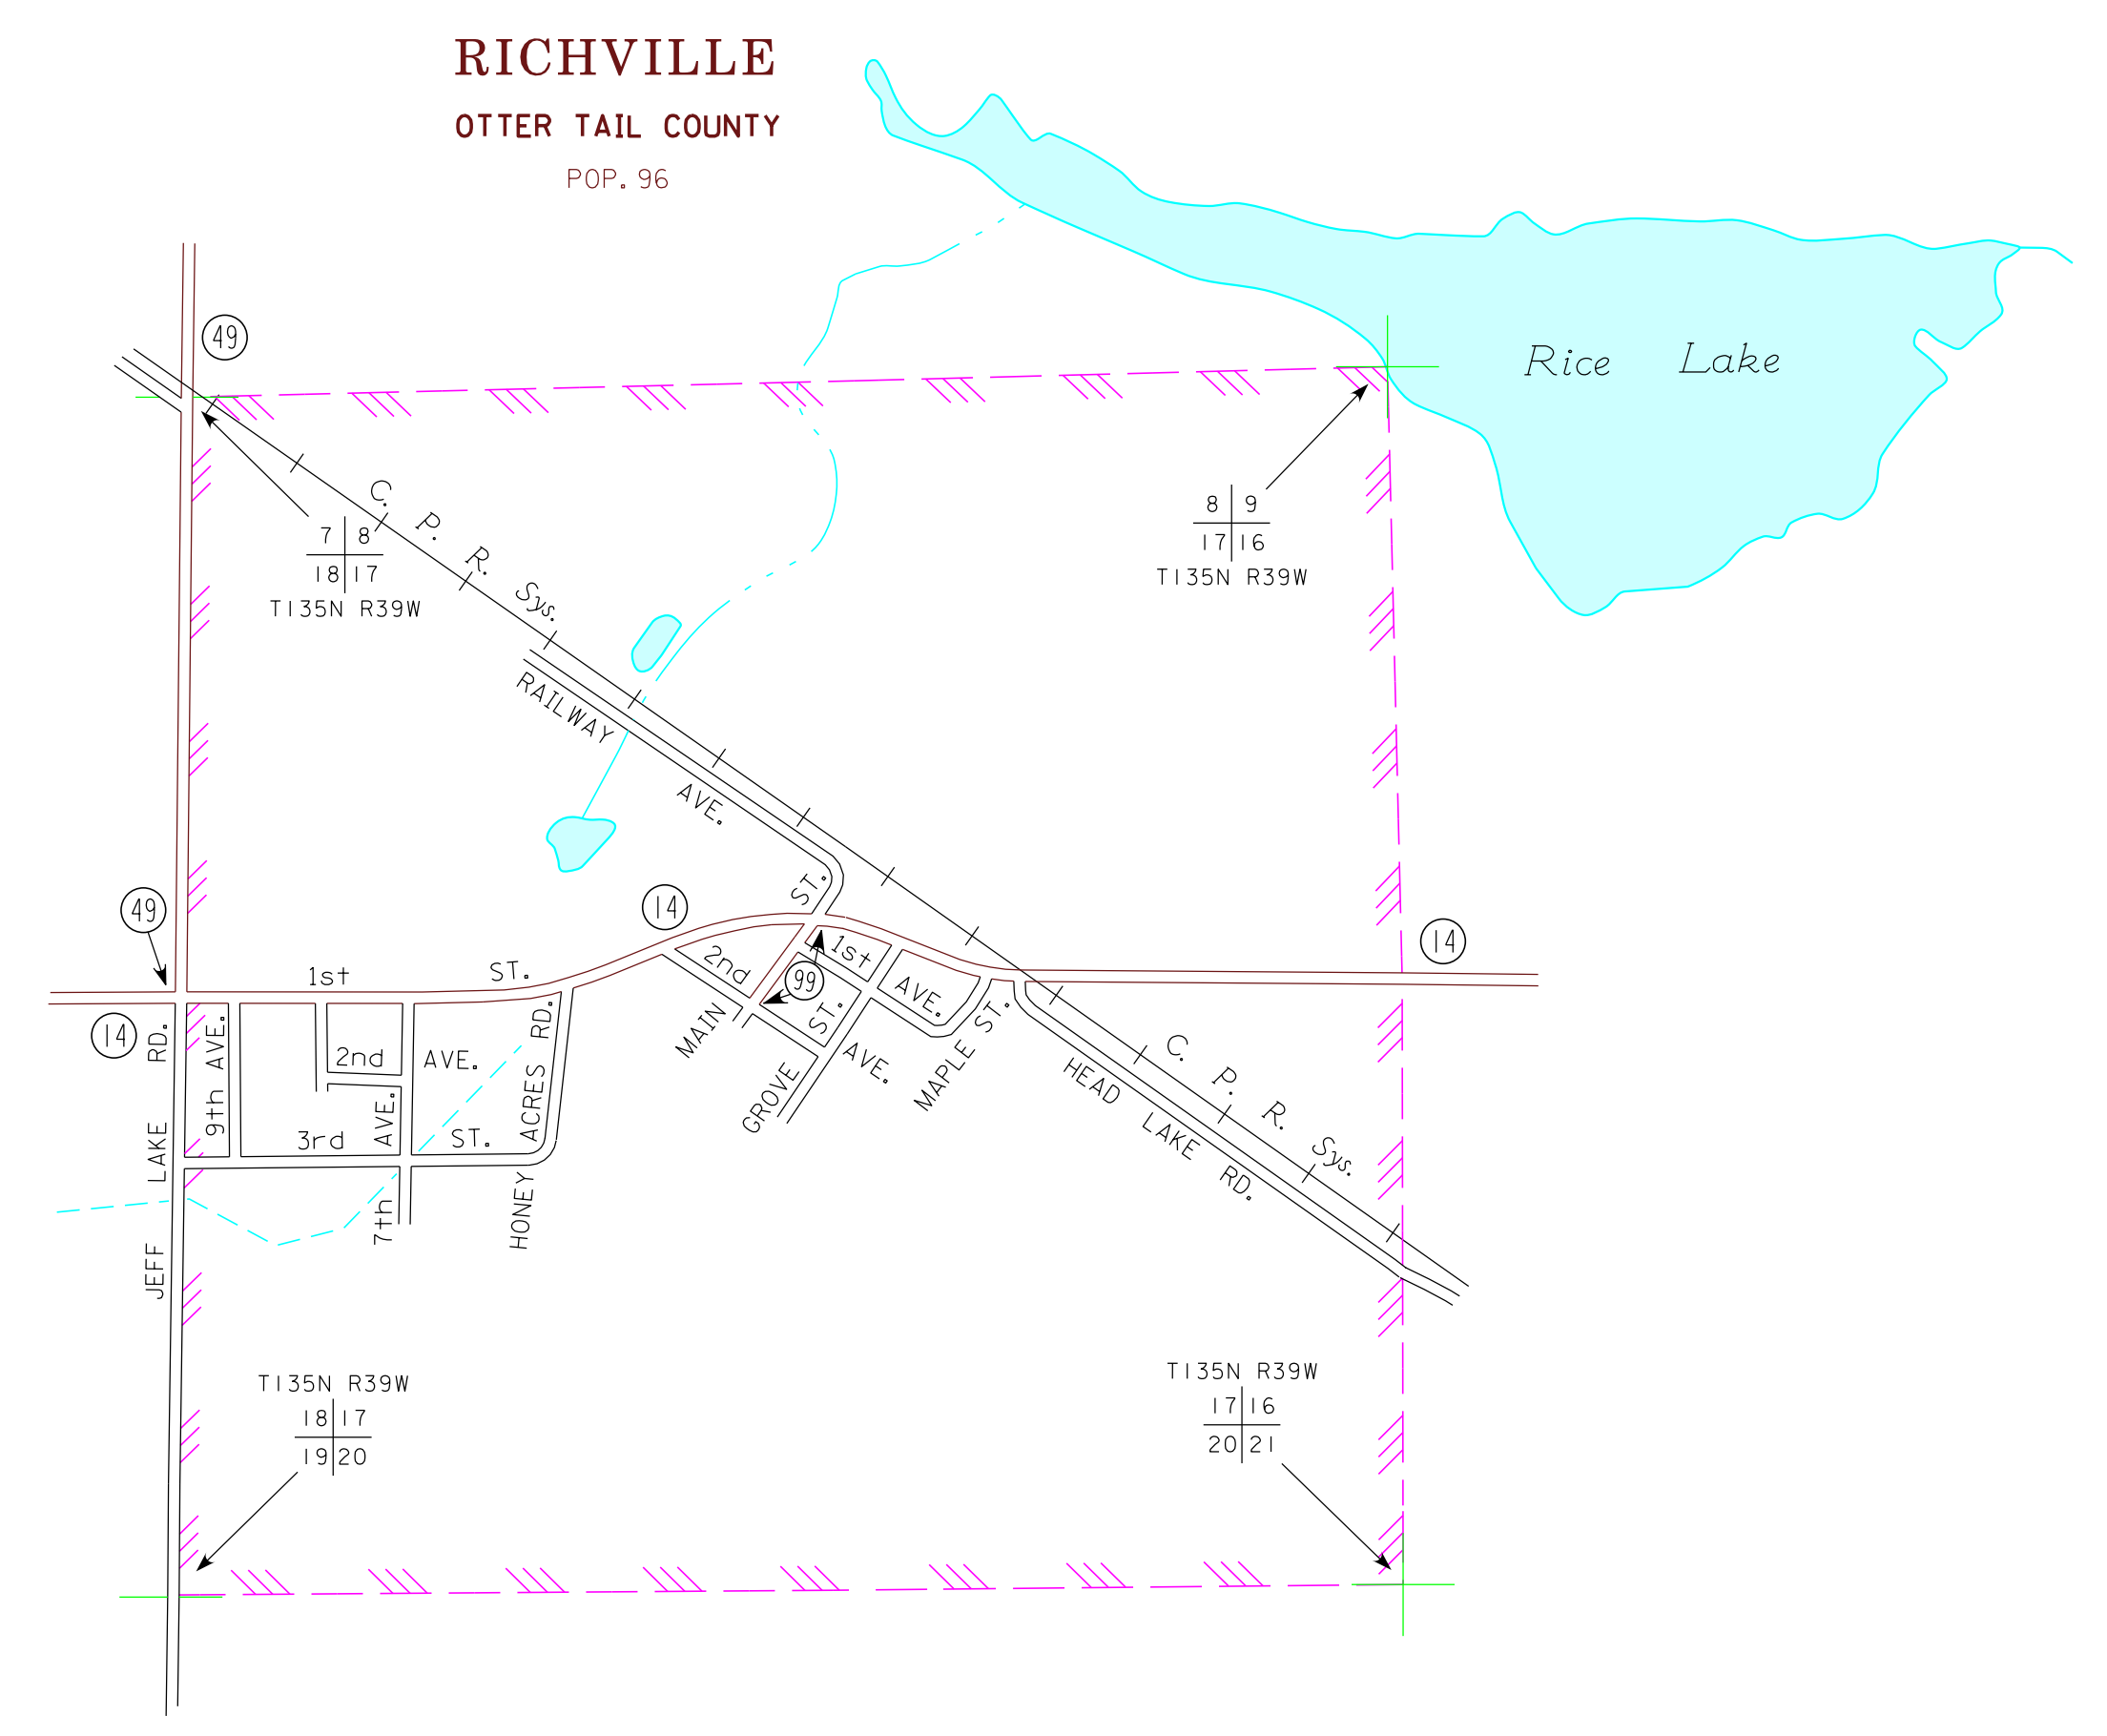 RICHVILLE
OTTER TAIL COUNTY
POP. 96
49
Rice Lake
C. P. R. Sys.
7 8
18 17
T135N R39W
8 9
17 16
T135N R39W
RAILWAY AVE.
49
14
ST.
14
1st ST.
2nd
1st
AVE.
99
14
MAIN
ST.
GROVE
AVE.
MAPLE ST.
HEAD LAKE RD.
C. P. R. Sys.
JEFF LAKE RD.
9th AVE.
2nd AVE.
3rd ST.
7th AVE.
HONEY ACRES RD.
T135N R39W
18 17
19 20
T135N R39W
17 16
20 21